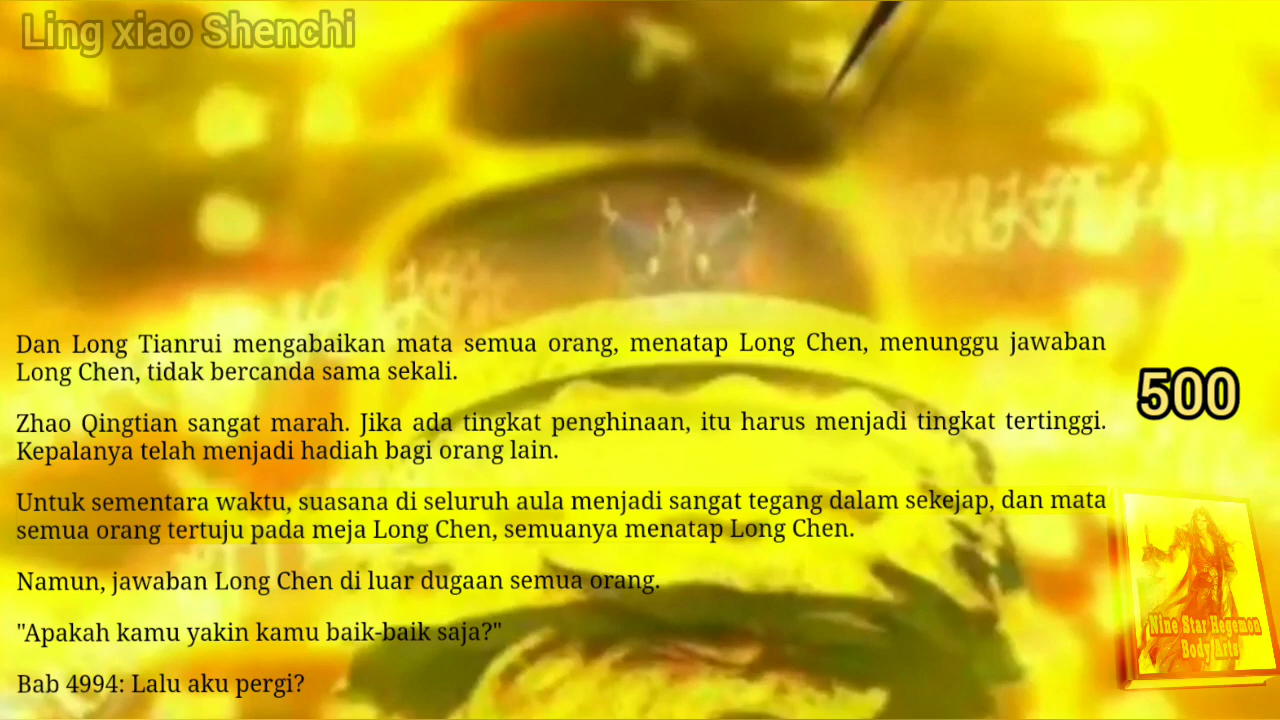 Ling xiao Shenchi
Dan Long Tianrui mengabaikan mata semua orang, menatap Long Chen, menunggu jawaban
Long Chen, tidak bercanda sama sekali.
Zhao Qingtian sangat marah. Jika ada tingkat penghinaan, itu harus menjadi tingkat tertinggi.
Kepalanya telah menjadi hadiah bagi orang lain.
500
Untuk sementara waktu, suasana di seluruh aula menjadi sangat tegang dalam sekejap, dan mata
semua orang tertuju pada meja Long Chen, semuanya menatap Long Chen.
Namun, jawaban Long Chen di luar dugaan semua orang.
"Apakah kamu yakin kamu baik-baik saja?"
Bab 4994: Lalu aku pergi?
Nine Star Hegemon
Body Arts